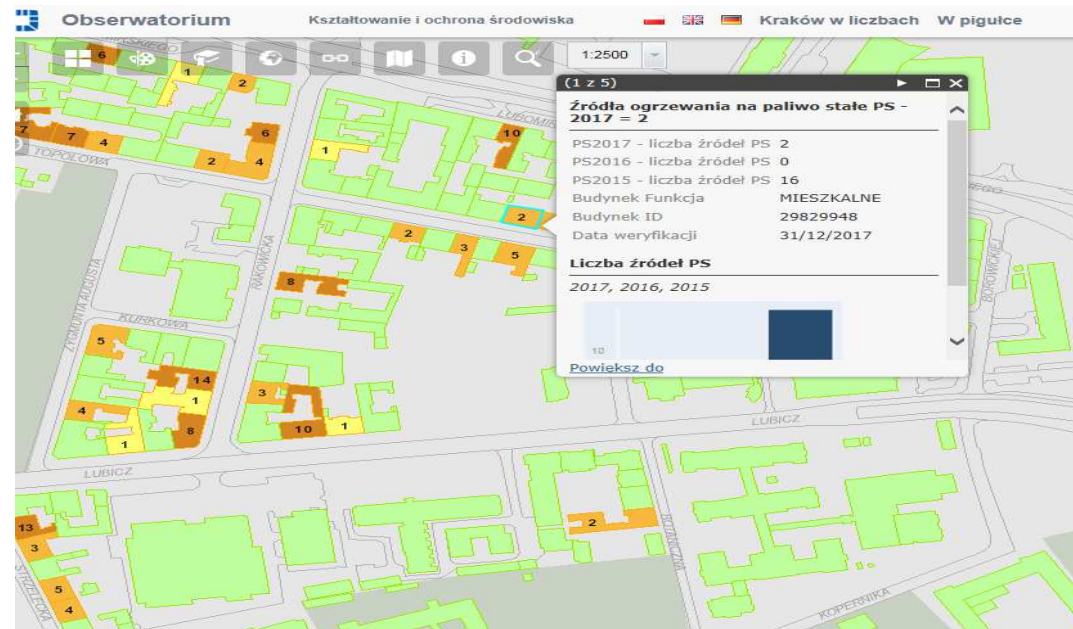 Obserwatorium
Kształtowanie i ochrona środowiska
Kraków w liczbach W pigułce
1:2500
(1 z 5)
Źródła ogrzewania na paliwo stałe PS -
2017 = 2
PS2017 - liczba źródeł PS 2
PS2016 - liczba źródeł PS 0
PS2015 - liczba źródeł PS 16
Budynek Funkcja MIESZKALNE
Budynek ID 29829948
Data weryfikacji 31/12/2017
Liczba źródeł PS
2017, 2016, 2015
10
Powiększ do
6
1
2
7
7
4
2
4
6
TOPOLOWA
1
10
2
2
3
5
8
RAKOWICKA
ZYGMUNTA AUGUSTA
KURKOWA
5
14
1
4
1
8
3
10
1
LUBICZ
LUBICZ
BOROWICKIEJ
13
3
5
4
STRZELECKA
2
BOTANICZNA
KOPERNIKA